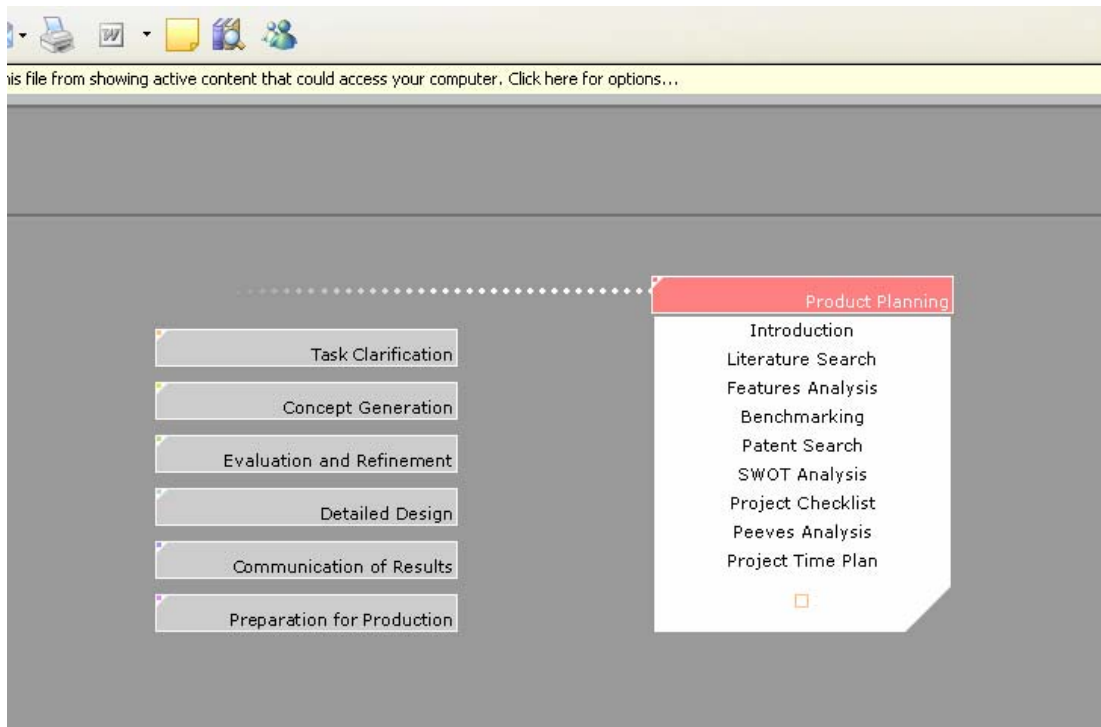 his file from showing active content that could access your computer. Click here for options...
Product Planning
Introduction
Literature Search
Features Analysis
Benchmarking
Patent Search
SWOT Analysis
Project Checklist
Peeves Analysis
Project Time Plan
Task Clarification
Concept Generation
Evaluation and Refinement
Detailed Design
Communication of Results
Preparation for Production